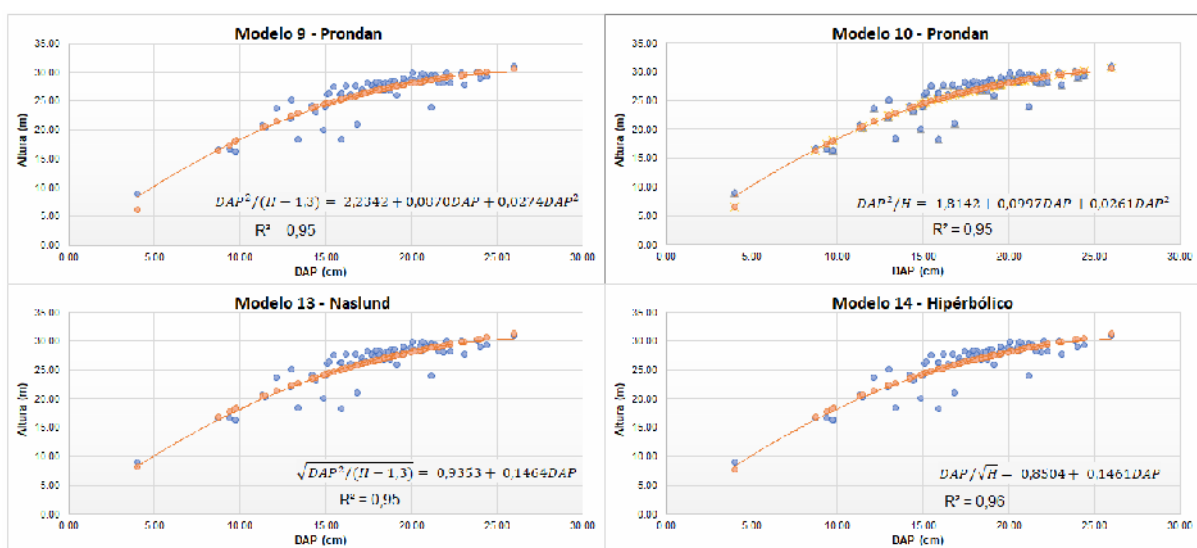 Modelo 9 - Prondan
35.00
30.00
25.00
20.00
15.00
10.00
5.00
0.00
Altura (m)
DAP²/(H − 1,3) = 2,2342 + 0,0870DAP + 0,0274DAP²
R² 0,95
0.00 5.00 10.00 15.00 20.00 25.00 30.00
DAP (cm)
Modelo 10 - Prondan
35.00
30.00
25.00
20.00
15.00
10.00
5.00
0.00
Altura (m)
DAP²/H = 1,8142 + 0,0997DAP + 0,0261DAP²
R² = 0,95
0.00 5.00 10.00 15.00 20.00 25.00 30.00
DAP (cm)
Modelo 13 - Naslund
35.00
30.00
25.00
20.00
15.00
10.00
5.00
0.00
Altura (m)
√DAP²/(H − 1,3) = 0,9353 + 0,1464DAP
R² = 0,95
0.00 5.00 10.00 15.00 20.00 25.00 30.00
DAP (cm)
Modelo 14 - Hipérbólico
35.00
30.00
25.00
20.00
15.00
10.00
5.00
0.00
Altura (m)
DAP/√H = 0,8504 + 0,1461DAP
R² = 0,96
0.00 5.00 10.00 15.00 20.00 25.00 30.00
DAP (cm)